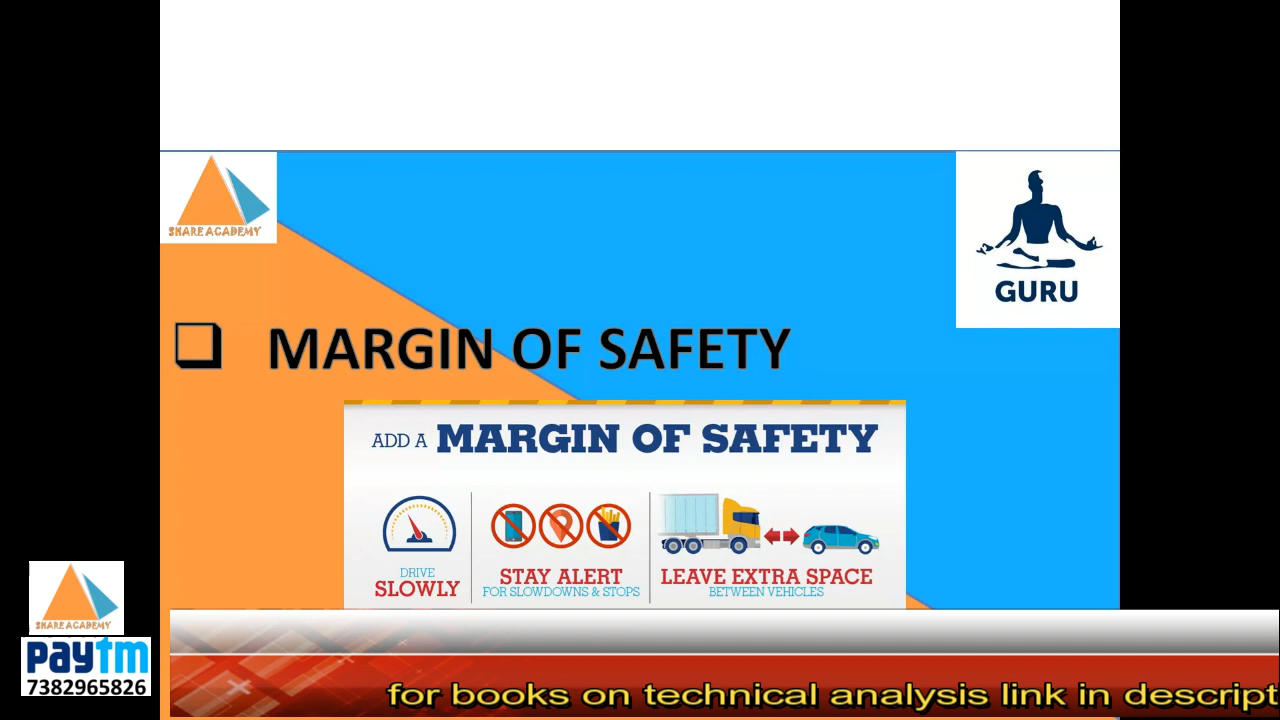 SHARE ACADEMY
GURU
❑ MARGIN OF SAFETY
ADD A MARGIN OF SAFETY
DRIVE
SLOWLY
STAY ALERT
FOR SLOWDOWNS & STOPS
LEAVE EXTRA SPACE
BETWEEN VEHICLES
SHARE ACADEMY
paytm
7382965826
for books on technical analysis link in descript